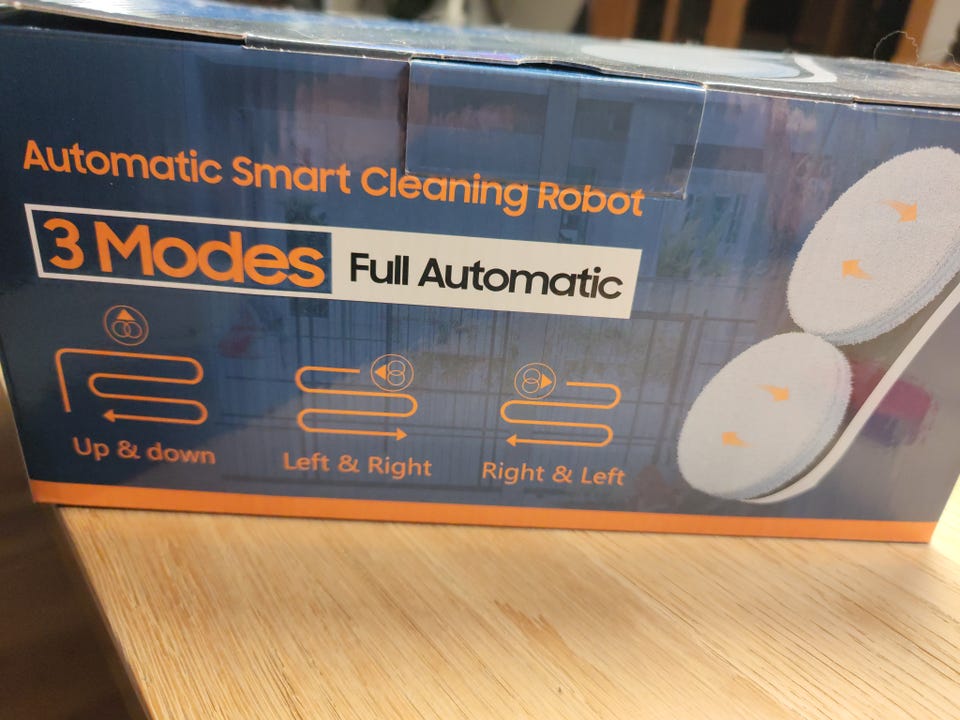 Automatic Smart Cleaning Robot
3 Modes Full Automatic
Up & down
Left & Right
Right & Left